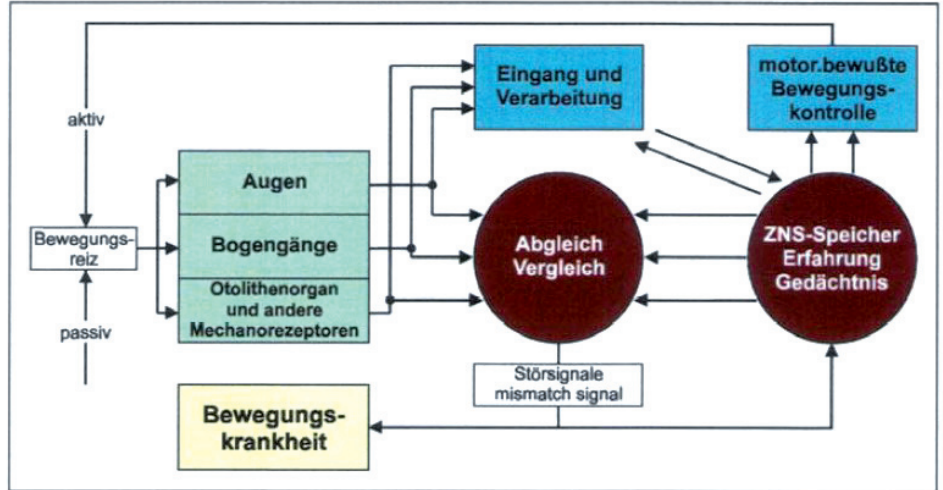 Eingang und
Verarbeitung
motor.bewußte
Bewegungs-
kontrolle
aktiv
Augen
Bewegungs-
reiz
Bogengänge
Abgleich
Vergleich
ZNS-Speicher
Erfahrung
Gedächtnis
Otolithenorgan
und andere
Mechanorezeptoren
passiv
Störsignale
mismatch signal
Bewegungs-
krankheit